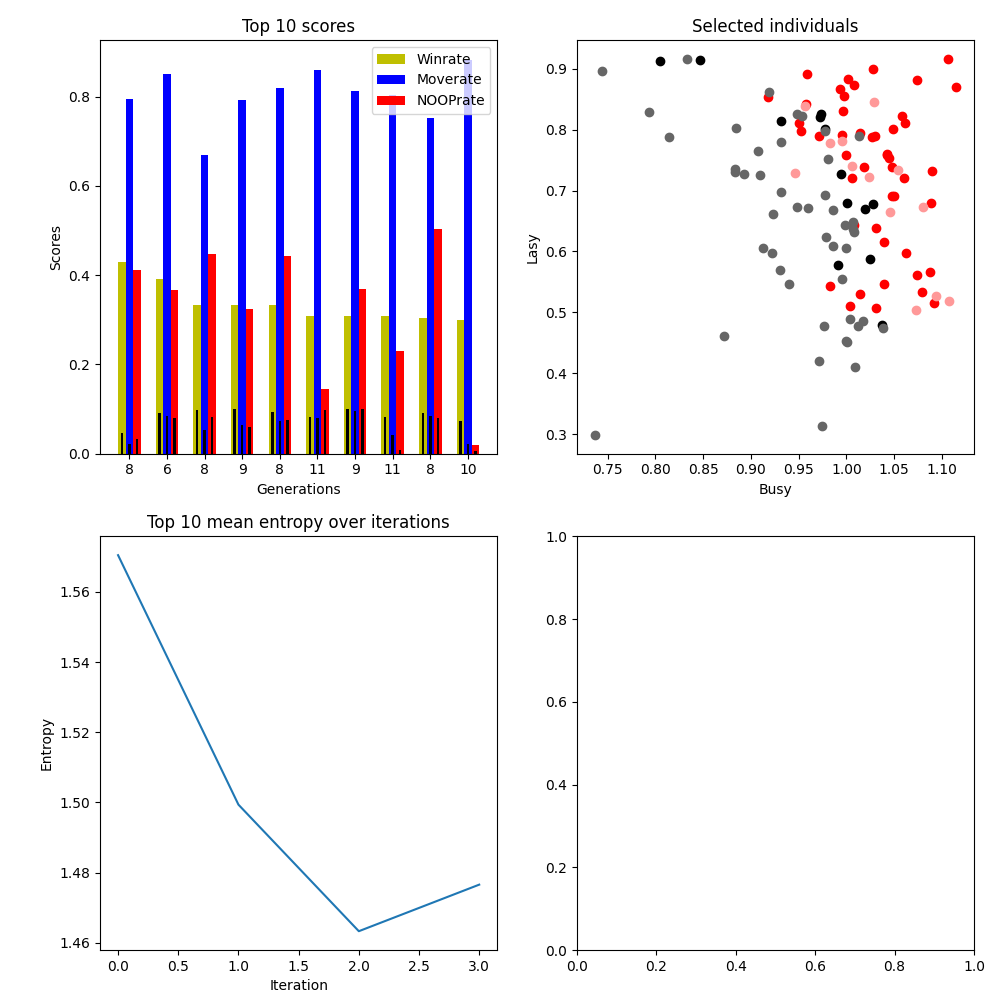 Top 10 scores
Winrate
Moverate
NOOPrate
0.8
0.6
0.4
0.2
0.0
Scores
8 6 8 9 8 11 9 11 8 10
Generations
Selected individuals
0.9
0.8
0.7
0.6
0.5
0.4
0.3
Lasy
0.75 0.80 0.85 0.90 0.95 1.00 1.05 1.10
Busy
Top 10 mean entropy over iterations
1.56
1.54
1.52
1.50
1.48
1.46
Entropy
0.0 0.5 1.0 1.5 2.0 2.5 3.0
Iteration
1.0
0.8
0.6
0.4
0.2
0.0
0.0 0.2 0.4 0.6 0.8 1.0